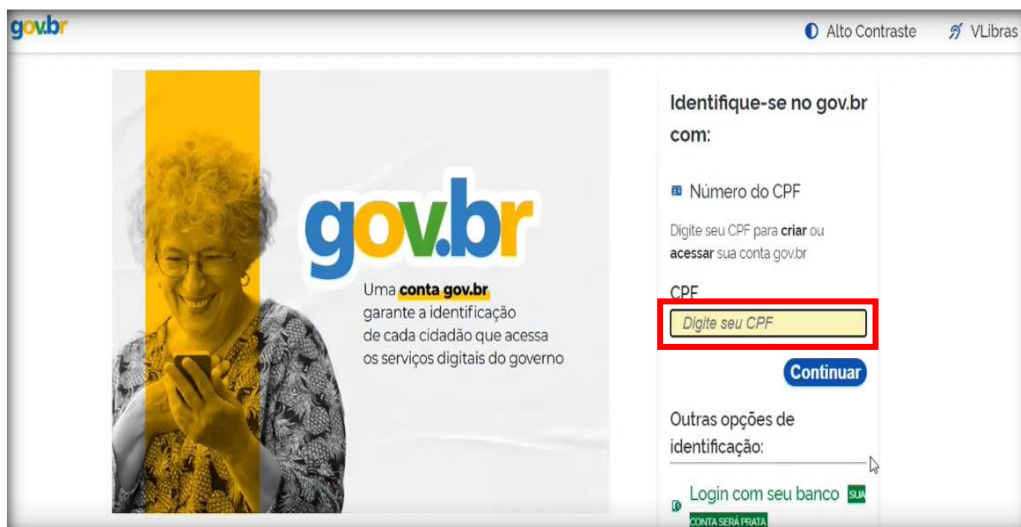 gov.br
Alto Contraste
VLibras
gov.br
Uma conta gov.br
garante a identificação
de cada cidadão que acessa
os serviços digitais do governo
Identifique-se no gov.br
com:
Número do CPF
Digite seu CPF para criar ou
acessar sua conta gov.br
CPF
Digite seu CPF
Continuar
Outras opções de
identificação:
Login com seu banco SUA
CONTA SERÁ PRATA